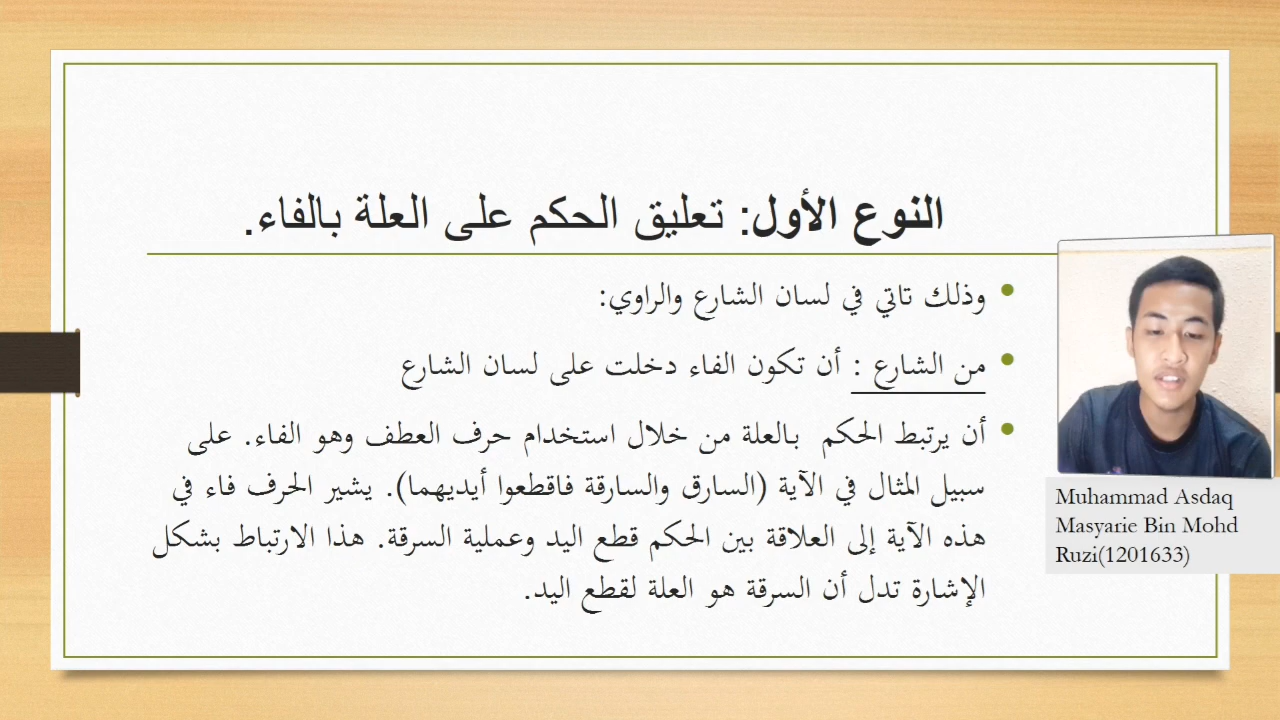 النوع الأول: تعليق الحكم على العلة بالفاء.
وذلك تاتي في لسان الشارع والراوي:
من الشارع : أن تكون الفاء دخلت على لسان الشارع
أن يرتبط الحكم بالعلة من خلال استخدام حرف العطف وهو الفاء. على
سبيل المثال في الآية (السارق والسارقة فاقطعوا أيديهما). يشير الحرف فاء في
هذه الآية إلى العلاقة بين الحكم قطع اليد وعملية السرقة. هذا الارتباط بشكل
الإشارة تدل أن السرقة هو العلة لقطع اليد.
Muhammad Asdaq
Masyarie Bin Mohd
Ruzi(1201633)